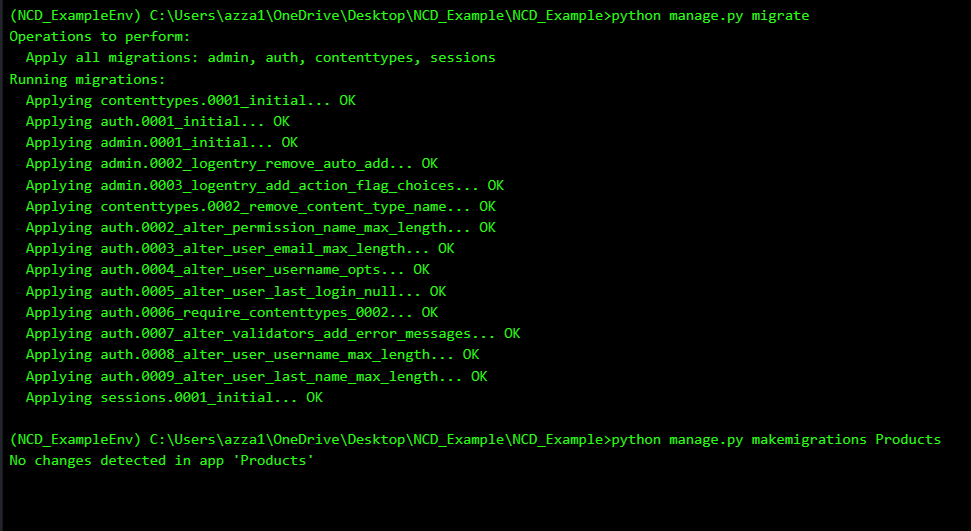 (NCD_ExampleEnv) C:\Users\azza1\OneDrive\Desktop\NCD_Example\NCD_Example>python manage.py migrate
Operations to perform:
  Apply all migrations: admin, auth, contenttypes, sessions
Running migrations:
  Applying contenttypes.0001_initial... OK
  Applying auth.0001_initial... OK
  Applying admin.0001_initial... OK
  Applying admin.0002_logentry_remove_auto_add... OK
  Applying admin.0003_logentry_add_action_flag_choices... OK
  Applying contenttypes.0002_remove_content_type_name... OK
  Applying auth.0002_alter_permission_name_max_length... OK
  Applying auth.0003_alter_user_email_max_length... OK
  Applying auth.0004_alter_user_username_opts... OK
  Applying auth.0005_alter_user_last_login_null... OK
  Applying auth.0006_require_contenttypes_0002... OK
  Applying auth.0007_alter_validators_add_error_messages... OK
  Applying auth.0008_alter_user_username_max_length... OK
  Applying auth.0009_alter_user_last_name_max_length... OK
  Applying sessions.0001_initial... OK
(NCD_ExampleEnv) C:\Users\azza1\OneDrive\Desktop\NCD_Example\NCD_Example>python manage.py makemigrations Products
No changes detected in app 'Products'